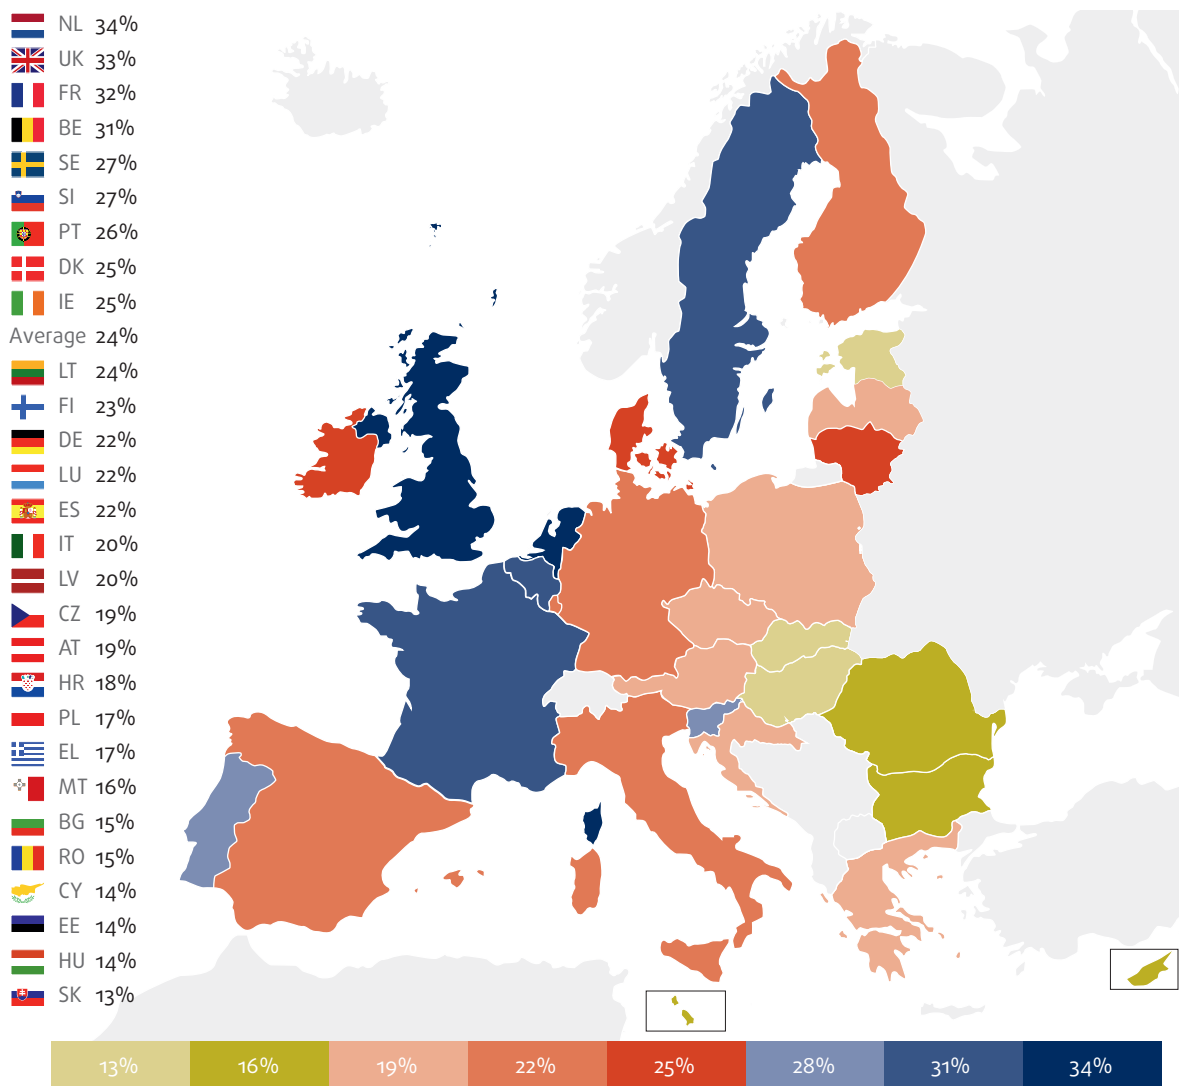 NL 34%
UK 33%
FR 32%
BE 31%
SE 27%
SI 27%
PT 26%
DK 25%
IE 25%
Average 24%
LT 24%
FI 23%
DE 22%
LU 22%
ES 22%
IT 20%
LV 20%
CZ 19%
AT 19%
HR 18%
PL 17%
EL 17%
MT 16%
BG 15%
RO 15%
CY 14%
EE 14%
HU 14%
SK 13%
13% 16% 19% 22% 25% 28% 31% 34%